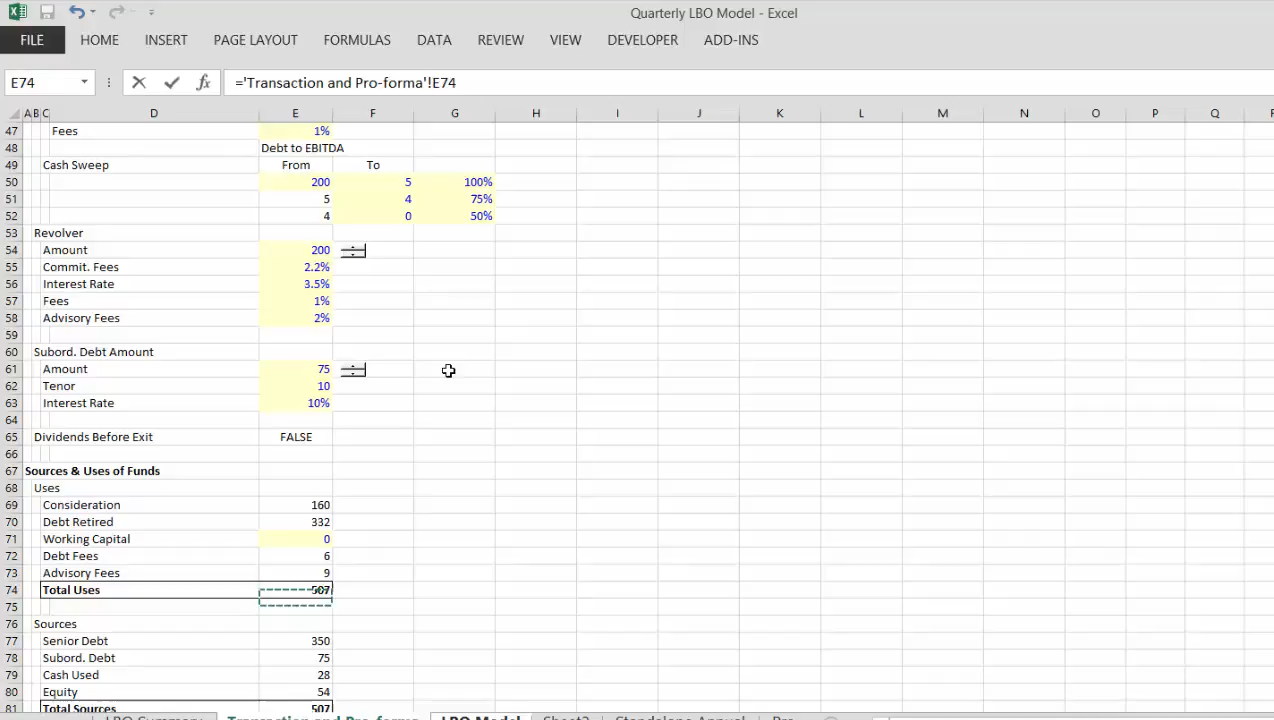 Quarterly LBO Model - Excel
FILE HOME INSERT PAGE LAYOUT FORMULAS DATA REVIEW VIEW DEVELOPER ADD-INS
E74 fx ='Transaction and Pro-forma'!E74
A B C D E F G H I J K L M N O P Q
47 Fees 1%
48 Debt to EBITDA
49 Cash Sweep From To
50 200 5 100%
51 5 4 75%
52 4 0 50%
53 Revolver
54 Amount 200
55 Commit. Fees 2.2%
56 Interest Rate 3.5%
57 Fees 1%
58 Advisory Fees 2%
59
60 Subord. Debt Amount
61 Amount 75
62 Tenor 10
63 Interest Rate 10%
64
65 Dividends Before Exit FALSE
66
67 Sources & Uses of Funds
68 Uses
69 Consideration 160
70 Debt Retired 332
71 Working Capital 0
72 Debt Fees 6
73 Advisory Fees 9
74 Total Uses 507
75
76 Sources
77 Senior Debt 350
78 Subord. Debt 75
79 Cash Used 28
80 Equity 54
81 Total Sources 507
LBO Summary Transaction and Pro-forma LBO Model Sheet2 Standalone Annual Pro